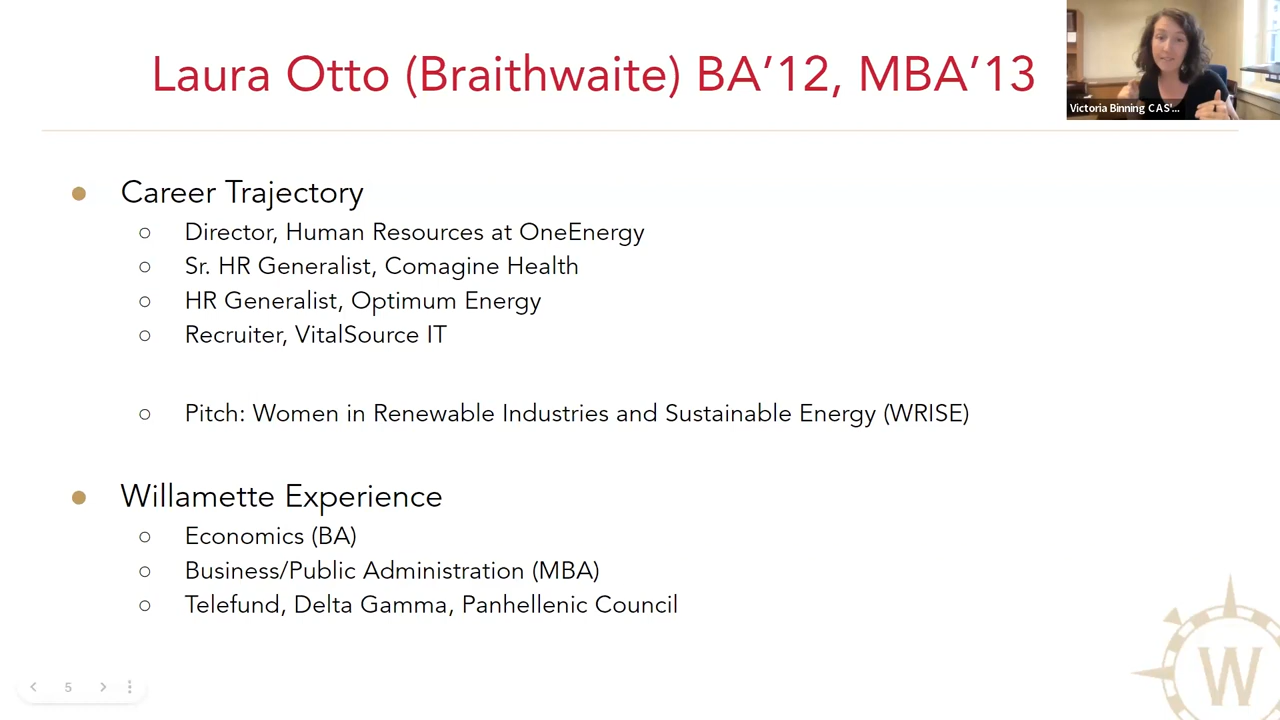 Laura Otto (Braithwaite) BA’12, MBA’13
Victoria Binning CAS'...
Career Trajectory
Director, Human Resources at OneEnergy
Sr. HR Generalist, Comagine Health
HR Generalist, Optimum Energy
Recruiter, VitalSource IT
Pitch: Women in Renewable Industries and Sustainable Energy (WRISE)
Willamette Experience
Economics (BA)
Business/Public Administration (MBA)
Telefund, Delta Gamma, Panhellenic Council
5
W